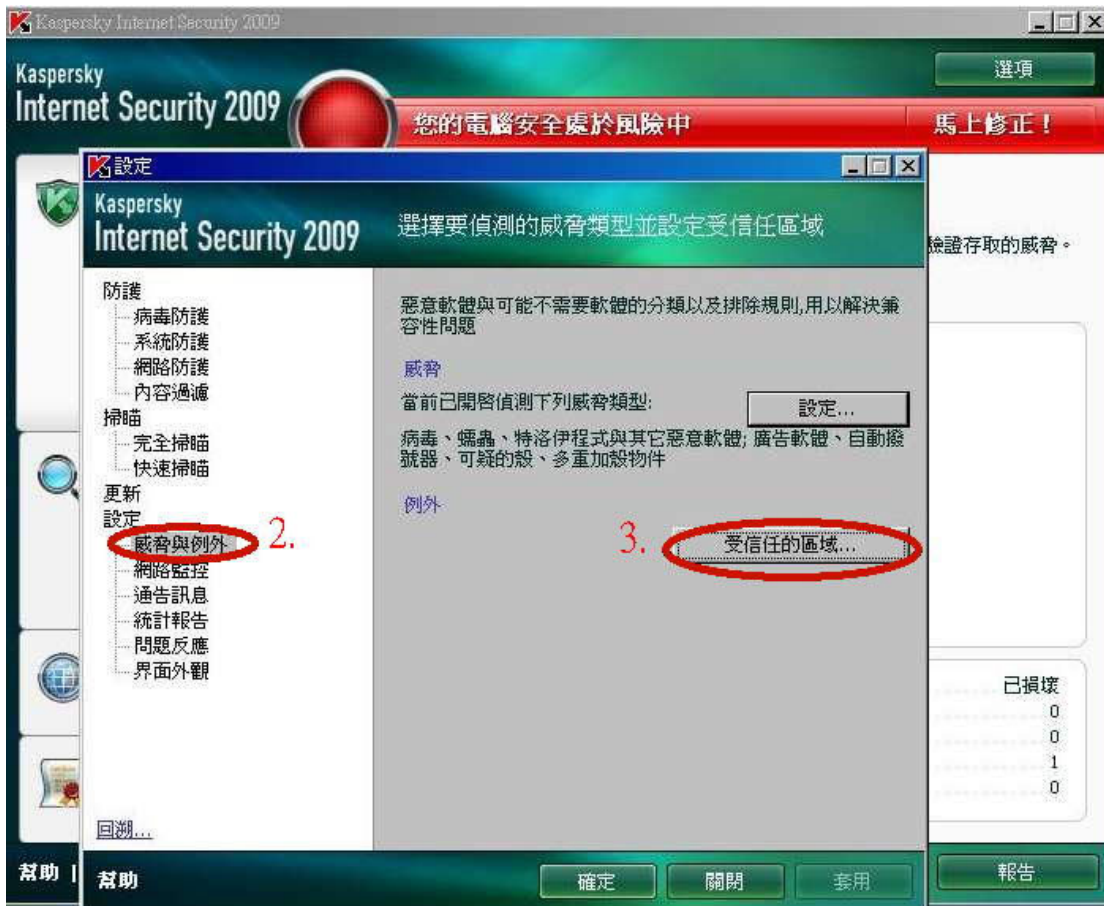 Kaspersky Internet Security 2009
Kaspersky
Internet Security 2009
選項
您的電腦安全處於風險中
馬上修正！
設定
Kaspersky
Internet Security 2009
選擇要偵測的威脅類型並設定受信任區域
驗證存取的威脅。
防護
病毒防護
系統防護
網路防護
內容過濾
掃瞄
完全掃瞄
快速掃瞄
更新
設定
威脅與例外
2.
網路監控
通告訊息
統計報告
問題反應
界面外觀
回溯...
惡意軟體與可能不需要軟體的分類以及排除規則,用以解決兼
容性問題
威脅
當前已開啓偵測下列威脅類型:
設定...
病毒、蠕蟲、特洛伊程式與其它惡意軟體; 廣告軟體、自動撥
號器、可疑的殼、多重加殼物件
例外
3.
受信任的區域...
已損壞
0
0
1
0
幫助 |
幫助
確定
關閉
套用
報告